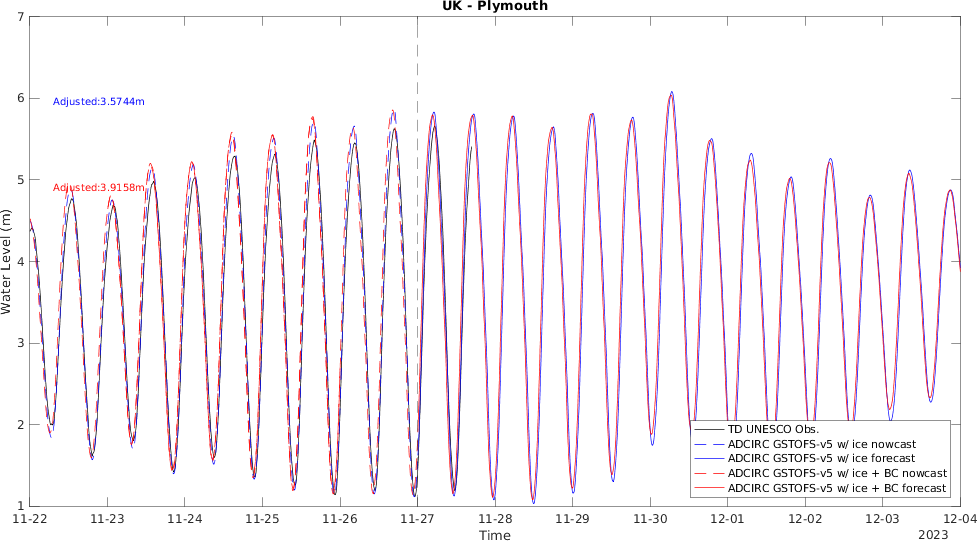 UK - Plymouth
7
6
5
4
3
2
1
Water Level (m)
Adjusted:3.5744m
Adjusted:3.9158m
TD UNESCO Obs.
ADCIRC GSTOFS-v5 w/ ice nowcast
ADCIRC GSTOFS-v5 w/ ice forecast
ADCIRC GSTOFS-v5 w/ ice + BC nowcast
ADCIRC GSTOFS-v5 w/ ice + BC forecast
11-22 11-23 11-24 11-25 11-26 11-27 11-28 11-29 11-30 12-01 12-02 12-03 12-04
Time
2023